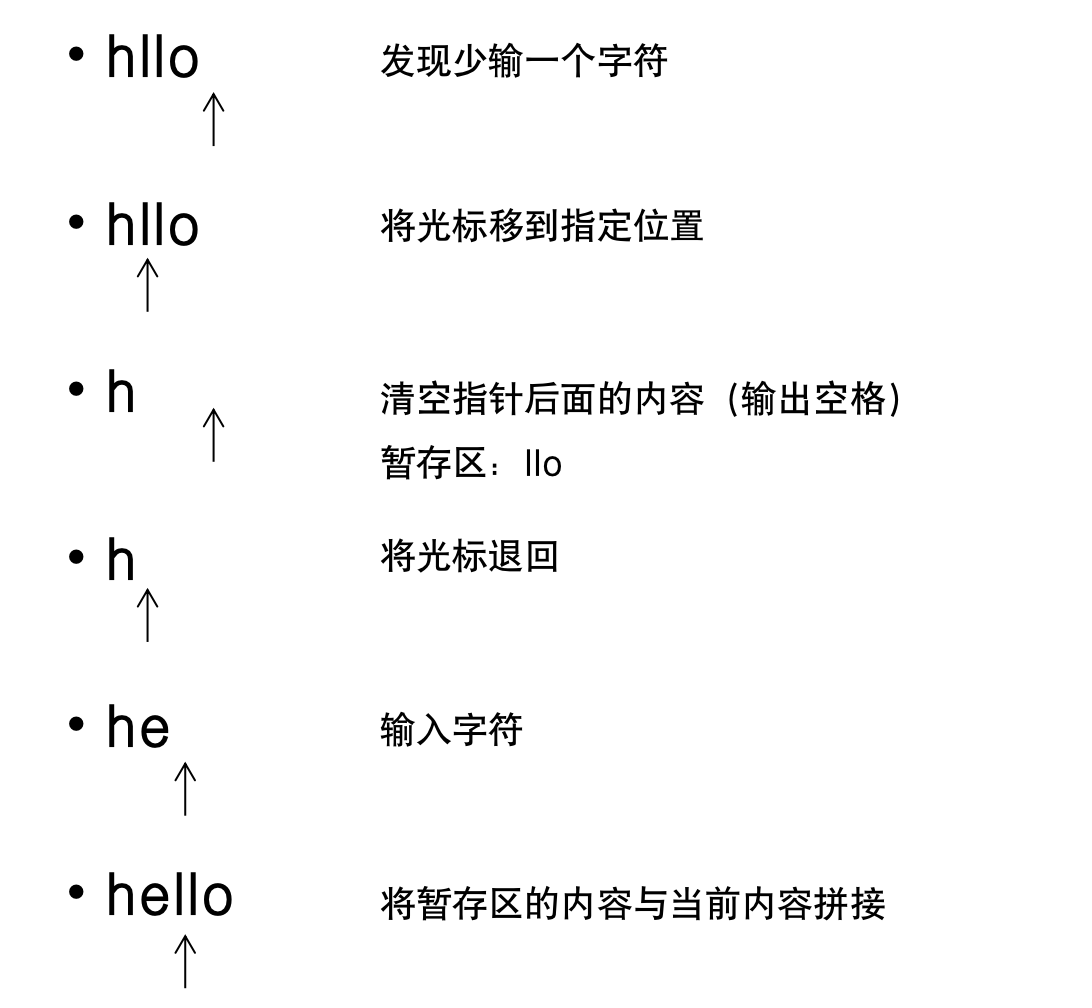 • hllo 发现少输一个字符
• hllo 将光标移到指定位置
• h 清空指针后面的内容（输出空格）
暂存区：llo
• h 将光标退回
• he 输入字符
• hello 将暂存区的内容与当前内容拼接